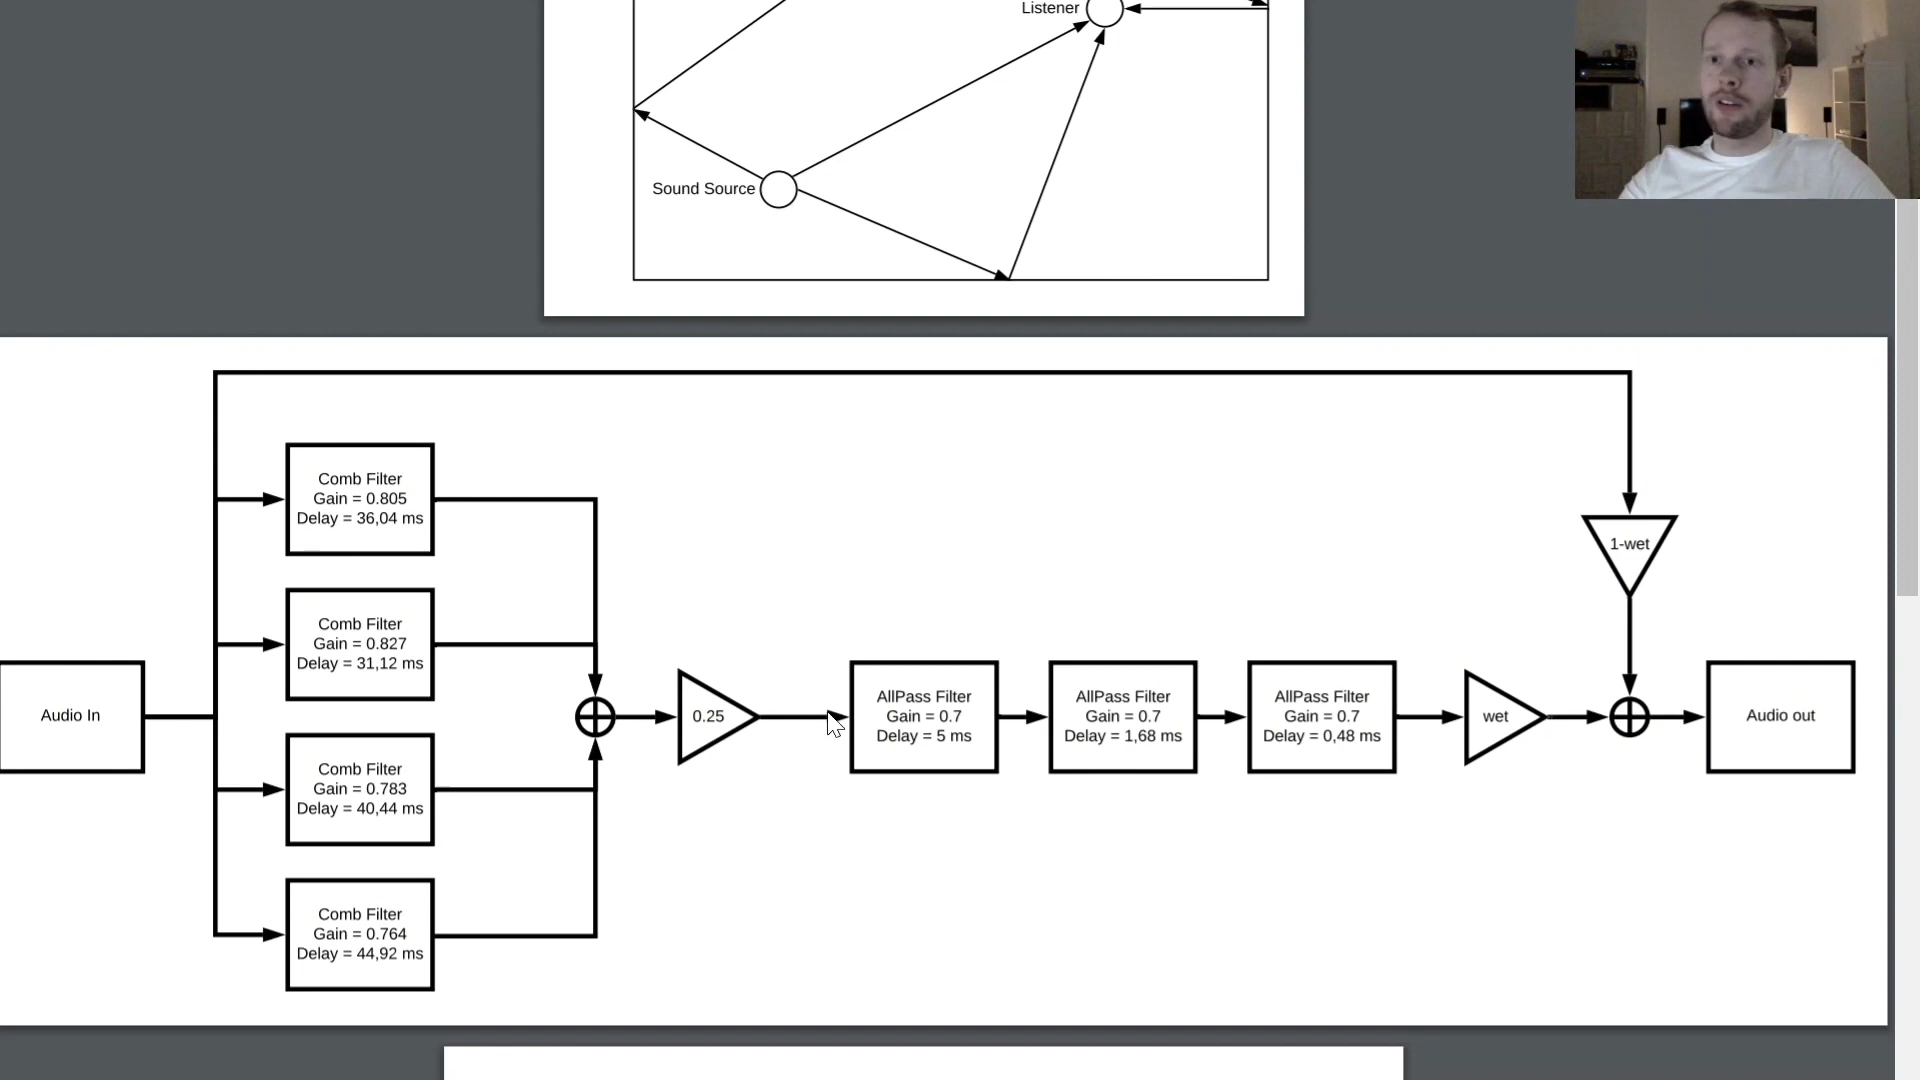 Listener
Sound Source
Comb Filter
Gain = 0.805
Delay = 36,04 ms
Comb Filter
Gain = 0.827
Delay = 31,12 ms
Comb Filter
Gain = 0.783
Delay = 40,44 ms
Comb Filter
Gain = 0.764
Delay = 44,92 ms
Audio In
0.25
AllPass Filter
Gain = 0.7
Delay = 5 ms
AllPass Filter
Gain = 0.7
Delay = 1,68 ms
AllPass Filter
Gain = 0.7
Delay = 0,48 ms
wet
1-wet
Audio out